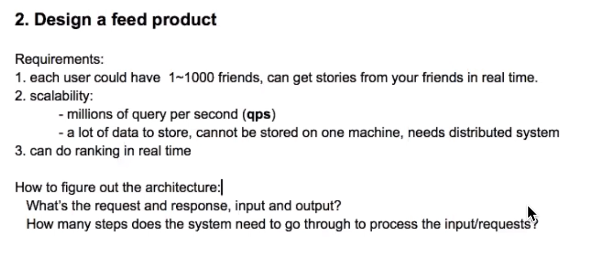 2. Design a feed product
Requirements:
1. each user could have  1~1000 friends, can get stories from your friends in real time.
2. scalability:
- millions of query per second (qps)
- a lot of data to store, cannot be stored on one machine, needs distributed system
3. can do ranking in real time
How to figure out the architecture:
What's the request and response, input and output?
How many steps does the system need to go through to process the input/requests?